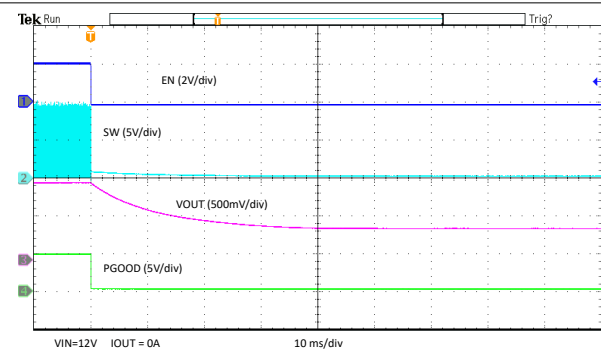 Tek Run Trig?
T
EN (2V/div)
1
SW (5V/div)
2
VOUT (500mV/div)
3
PGOOD (5V/div)
4
VIN=12V IOUT = 0A 10 ms/div